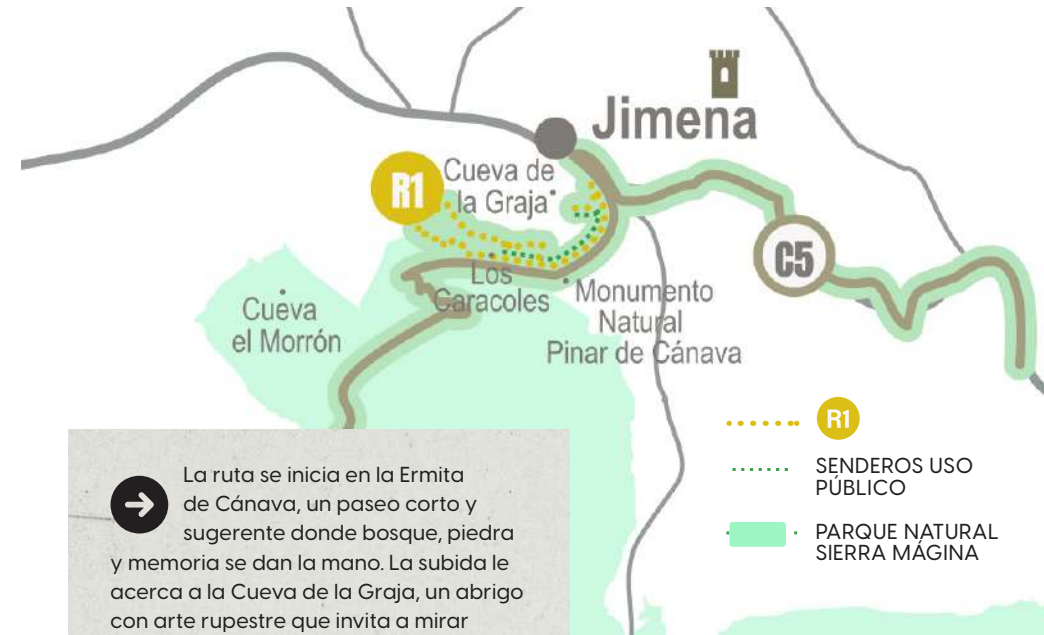 Jimena
Cueva de
la Graja
R1
C5
Los
Caracoles
Monumento
Natural
Pinar de Cánava
Cueva
el Morrón
R1
SENDEROS USO
PÚBLICO
PARQUE NATURAL
SIERRA MÁGINA
La ruta se inicia en la Ermita
de Cánava, un paseo corto y
sugerente donde bosque, piedra
y memoria se dan la mano. La subida le
acerca a la Cueva de la Graja, un abrigo
con arte rupestre que invita a mirar